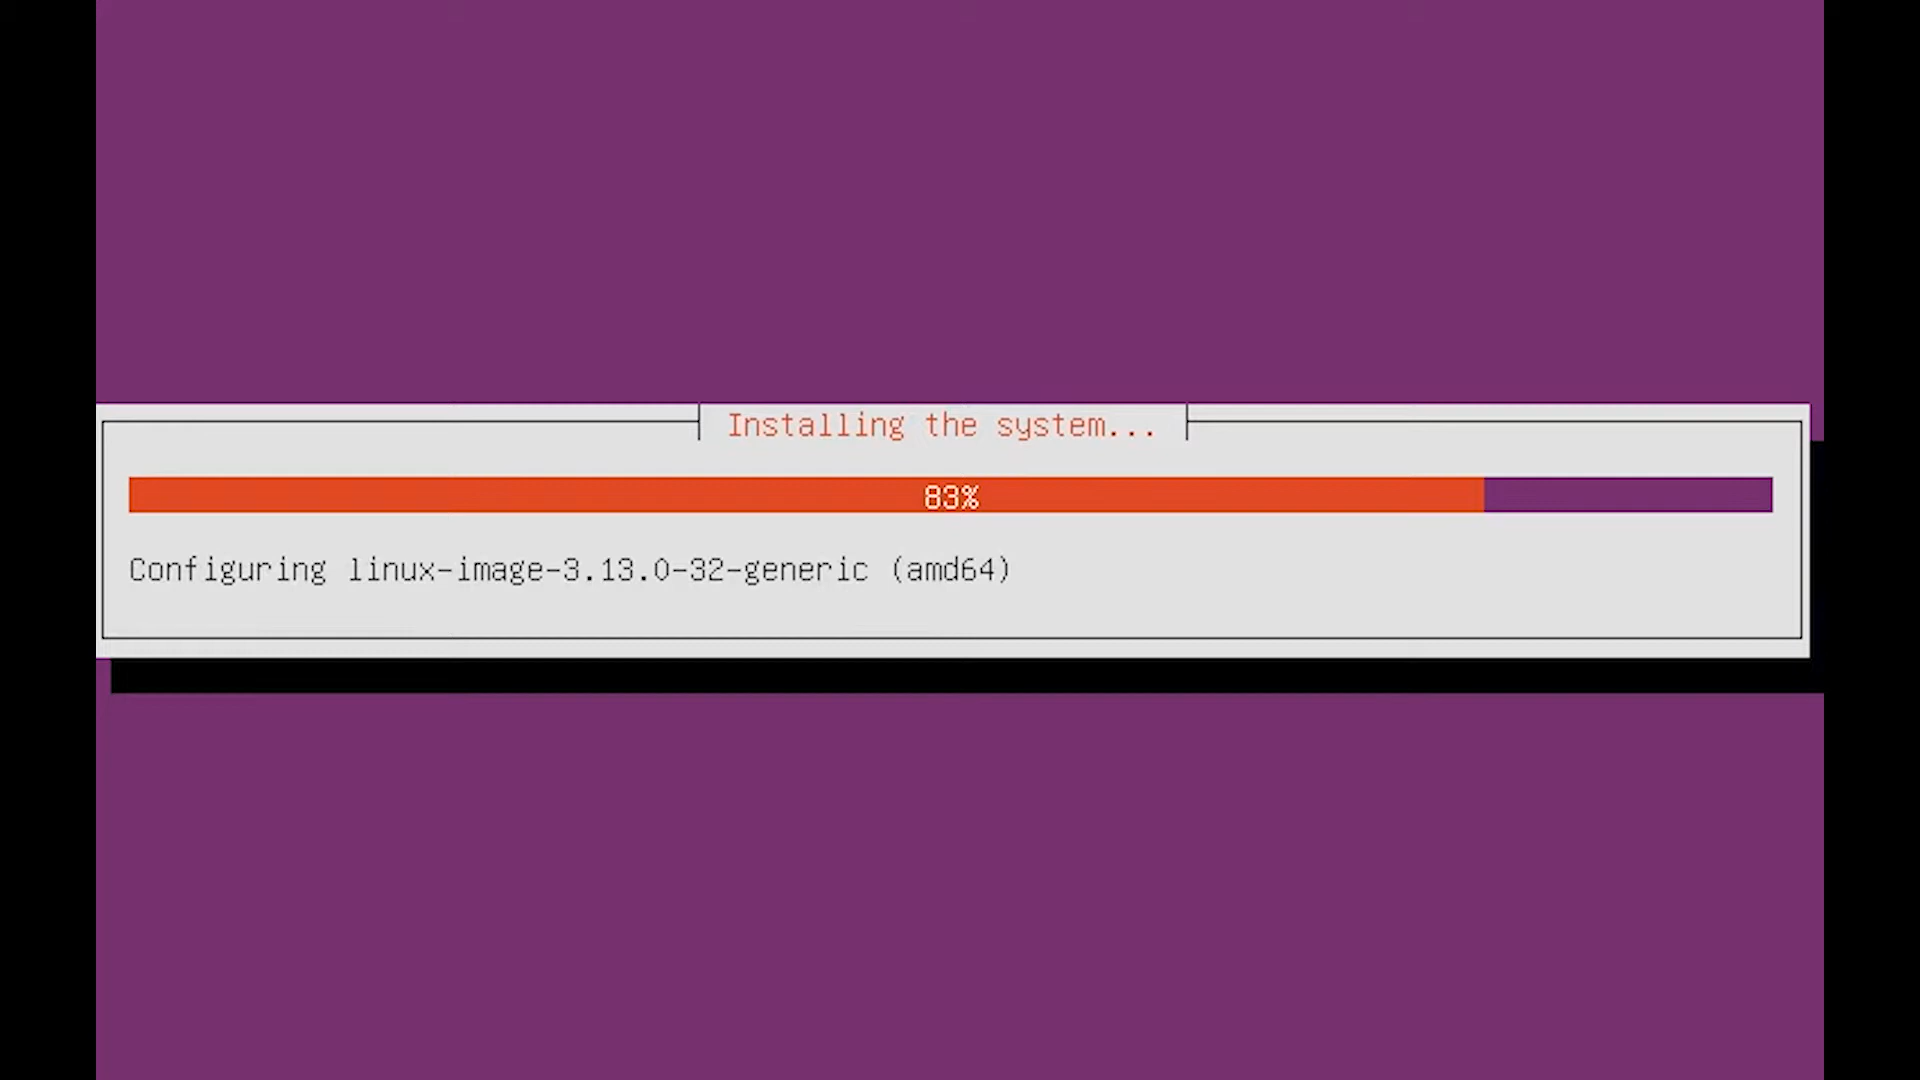 Installing the system...
83%
Configuring linux-image-3.13.0-32-generic (amd64)